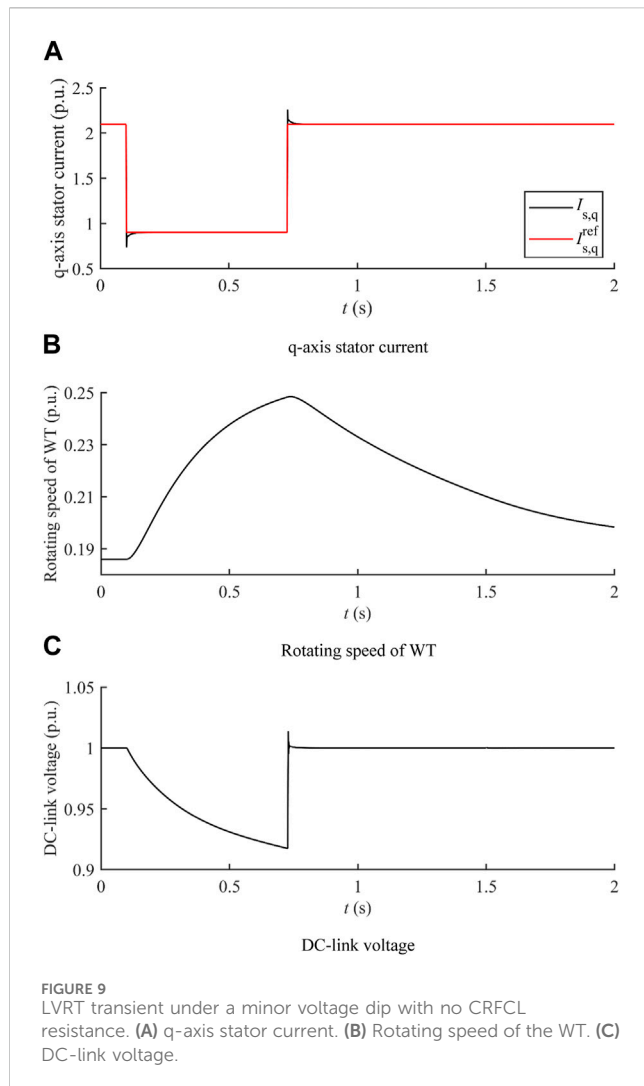 A
q-axis stator current (p.u.)
2.5
2
1.5
1
0.5
I s,q
I ref s,q
0
0.5
1
1.5
2
t (s)
q-axis stator current
B
Rotating speed of WT (p.u.)
0.25
0.23
0.21
0.19
0
0.5
1
1.5
2
t (s)
Rotating speed of WT
C
DC-link voltage (p.u.)
1.05
1
0.95
0.9
0
0.5
1
1.5
2
t (s)
DC-link voltage
FIGURE 9
LVRT transient under a minor voltage dip with no CRFCL
resistance. (A) q-axis stator current. (B) Rotating speed of the WT. (C)
DC-link voltage.